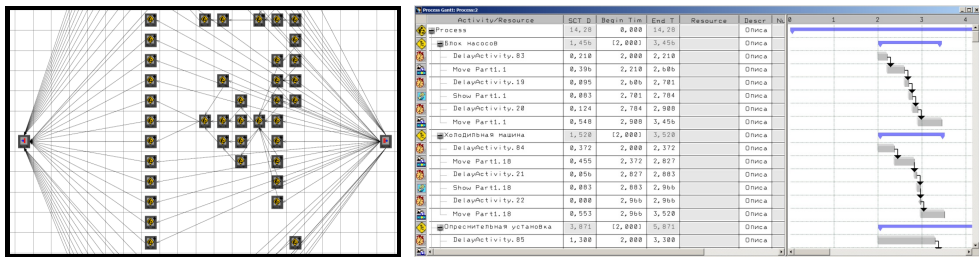 Process Gantt: Process:2
Activity/Resource SCT D Begin Tim End T Resource Descr Nu 0 1 2 3 4
Process 14,28 0,000 14,28 Описа
Блок насосов 1,456 [2,000] 3,456 Описа
DelayActivity.83 0,210 2,000 2,210 Описа
Move Part1.1 0,396 2,210 2,606 Описа
DelayActivity.19 0,095 2,606 2,701 Описа
Show Part1.1 0,083 2,701 2,784 Описа
DelayActivity.20 0,124 2,784 2,908 Описа
Move Part1.1 0,548 2,908 3,456 Описа
Холодильная машина 1,520 [2,000] 3,520 Описа
DelayActivity.84 0,372 2,000 2,372 Описа
Move Part1.18 0,455 2,372 2,827 Описа
DelayActivity.21 0,056 2,827 2,883 Описа
Show Part1.18 0,083 2,883 2,966 Описа
DelayActivity.22 0,000 2,966 2,966 Описа
Move Part1.18 0,553 2,966 3,520 Описа
Опреснительная установка 3,871 [2,000] 5,871 Описа
DelayActivity.85 1,300 2,000 3,300 Описа